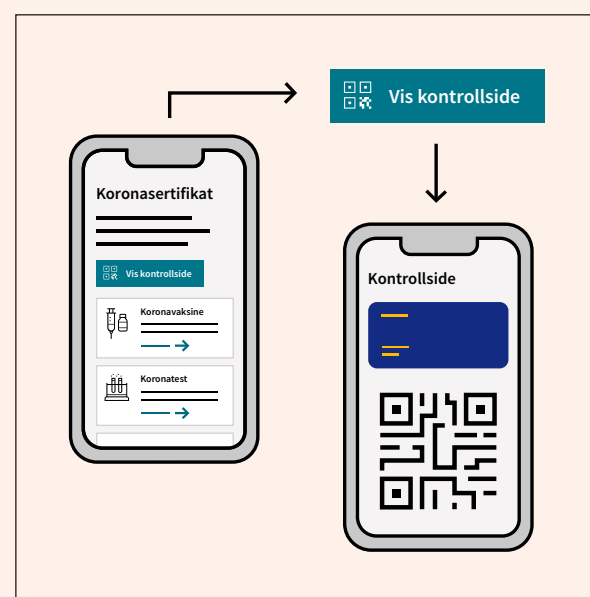 Vis kontrollside
Koronasertifikat
Vis kontrollside
Koronavaksine
Koronatest
Kontrollside